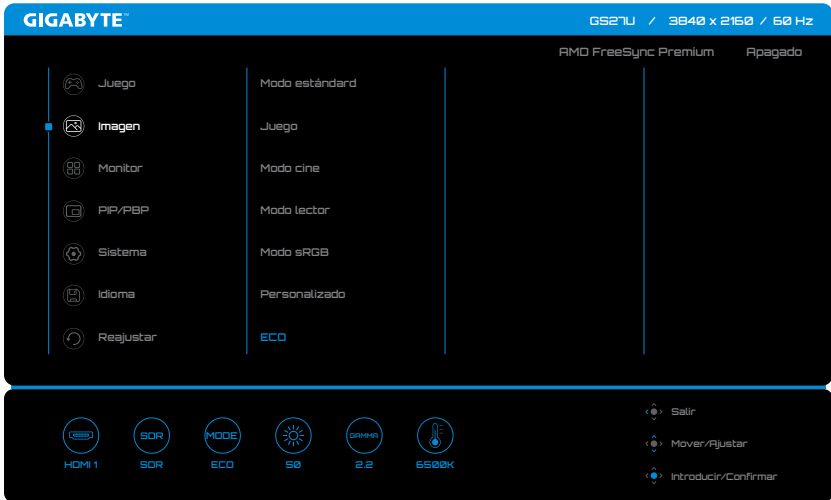 GIGABYTE™
GS27U / 3840 x 2160 / 60 Hz
AMD FreeSync Premium Apagado
Juego
Imagen
Monitor
PIP/PBP
Sistema
Idioma
Reajustar
Modo estándard
Juego
Modo cine
Modo lector
Modo sRGB
Personalizado
ECO
SDR
MODE
GAMMA
HDMI 1
SDR
ECO
50
2.2
6500K
Salir
Mover/Ajustar
Introducir/Confirmar